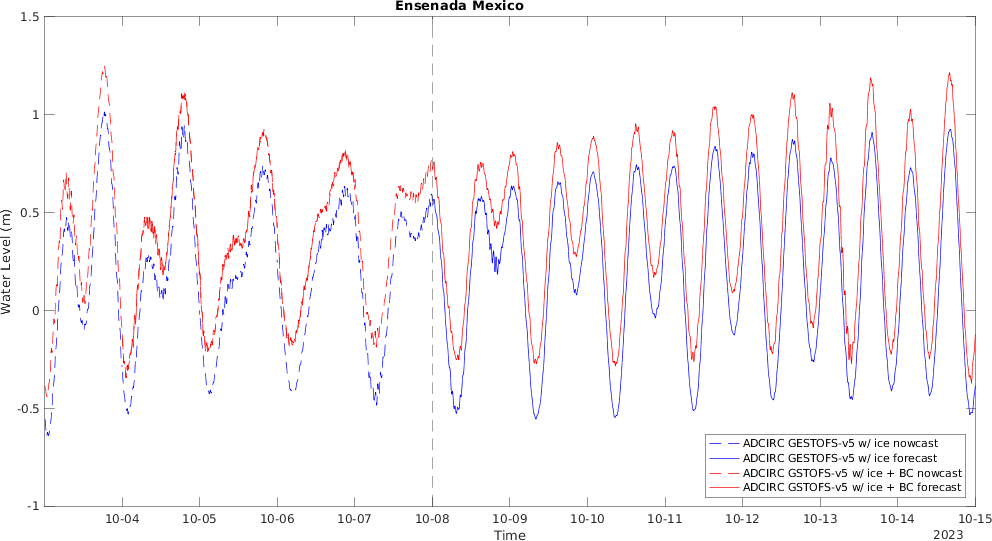 Ensenada Mexico
1.5
1
0.5
0
-0.5
-1
Water Level (m)
ADCIRC GESTOFS-v5 w/ ice nowcast
ADCIRC GESTOFS-v5 w/ ice forecast
ADCIRC GSTOFS-v5 w/ ice + BC nowcast
ADCIRC GSTOFS-v5 w/ ice + BC forecast
10-04 10-05 10-06 10-07 10-08 10-09 10-10 10-11 10-12 10-13 10-14 10-15
Time
2023